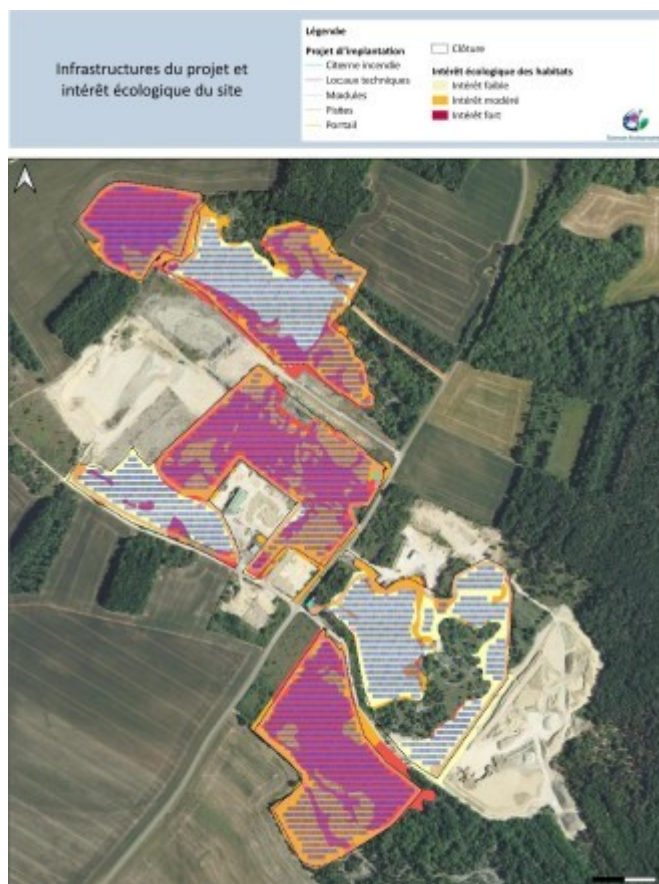 Infrastructures du projet et
intérêt écologique du site
Légende
Projet d'implantation
Citerne incendie
Locaux techniques
Modules
Pistes
Portail
Clôture
Intérêt écologique des habitats
Intérêt faible
Intérêt modéré
Intérêt fort